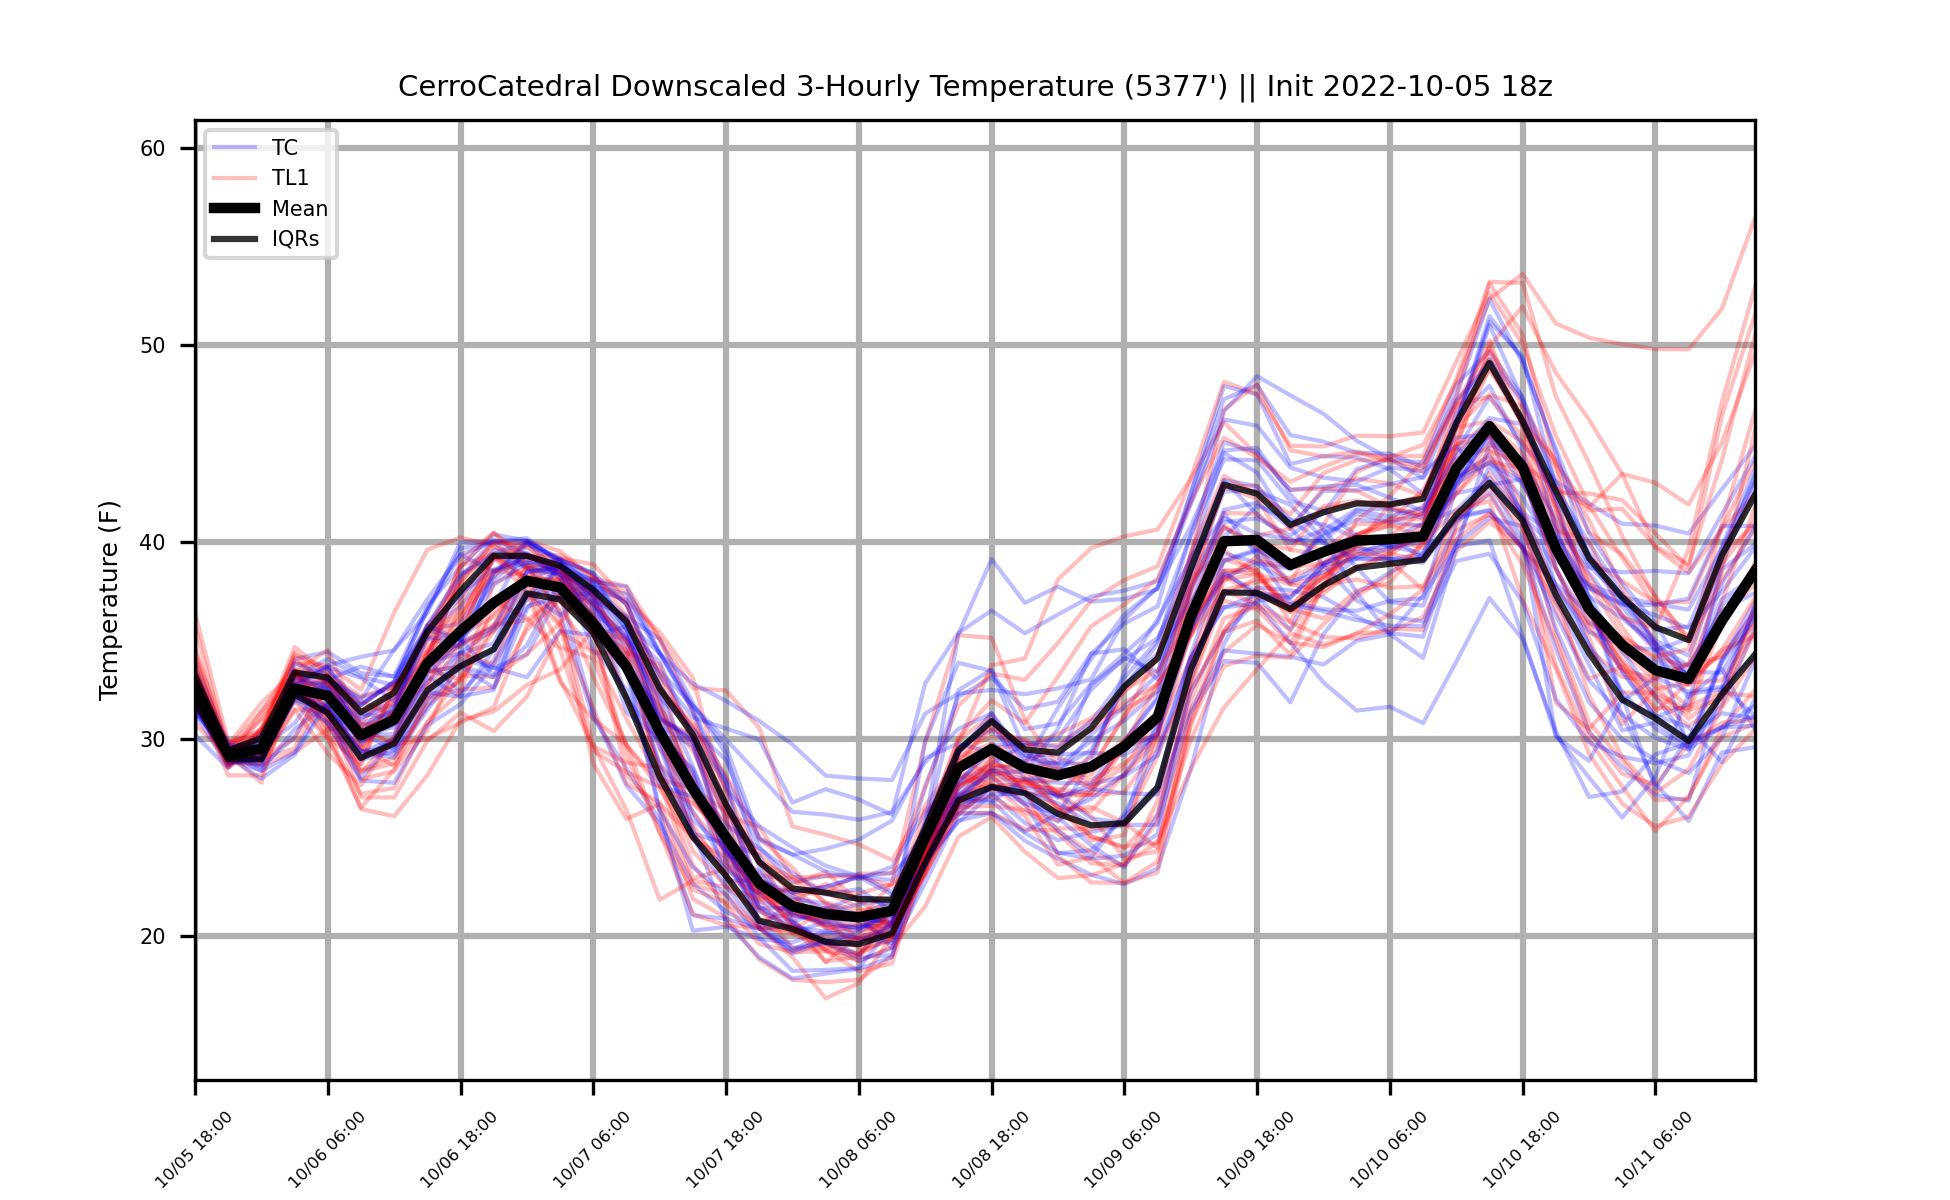 CerroCatedral Downscaled 3-Hourly Temperature (5377') || Init 2022-10-05 18z
TC
TL1
Mean
IQRs
Temperature (F)
60
50
40
30
20
10/05 18:00
10/06 06:00
10/06 18:00
10/07 06:00
10/07 18:00
10/08 06:00
10/08 18:00
10/09 06:00
10/09 18:00
10/10 06:00
10/10 18:00
10/11 06:00